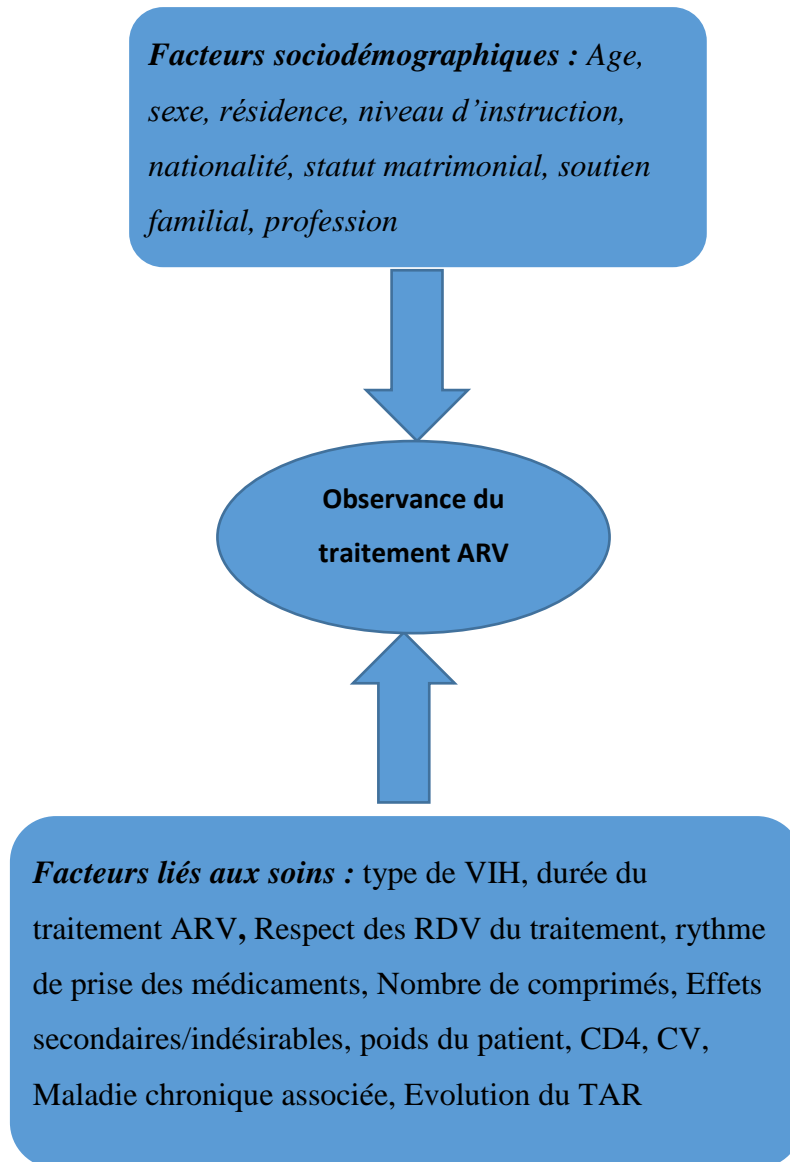 Facteurs sociodémographiques : Age,
sexe, résidence, niveau d’instruction,
nationalité, statut matrimonial, soutien
familial, profession
Observance du
traitement ARV
Facteurs liés aux soins : type de VIH, durée du
traitement ARV, Respect des RDV du traitement, rythme
de prise des médicaments, Nombre de comprimés, Effets
secondaires/indésirables, poids du patient, CD4, CV,
Maladie chronique associée, Evolution du TAR